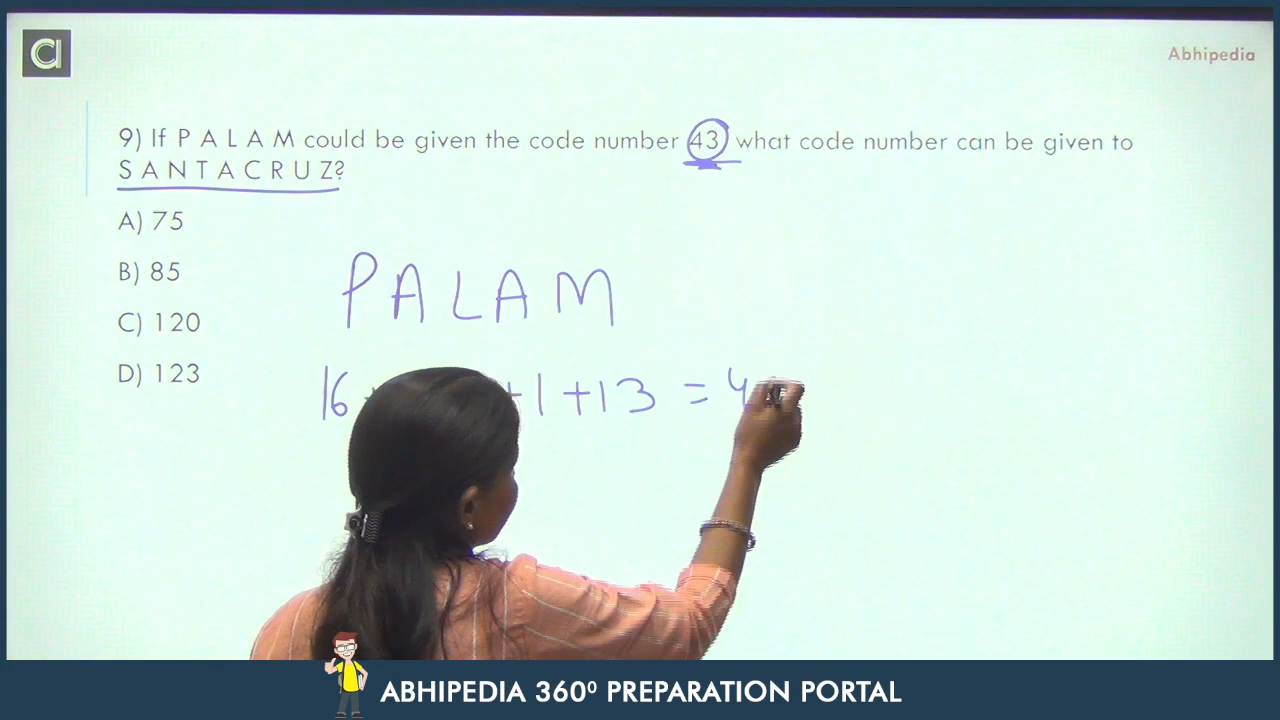 Abhipedia
9) If P A L A M could be given the code number 43, what code number can be given to
S A N T A C R U Z?
A) 75
B) 85
C) 120
D) 123
PALAM
16 + +1+13 = 4
ABHIPEDIA 360⁰ PREPARATION PORTAL